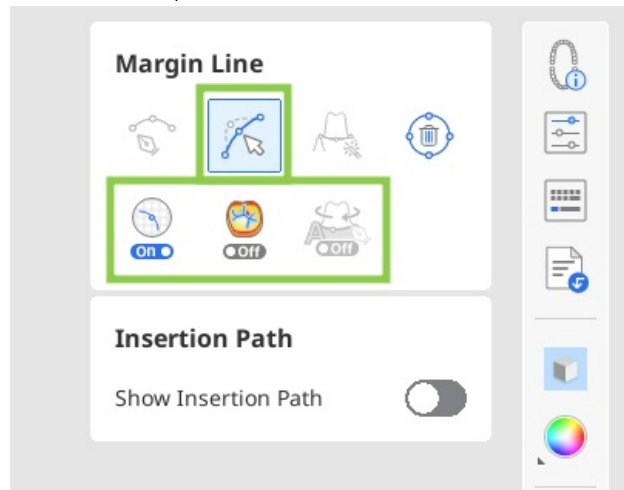 Margin Line
On
Off
Off
Insertion Path
Show Insertion Path